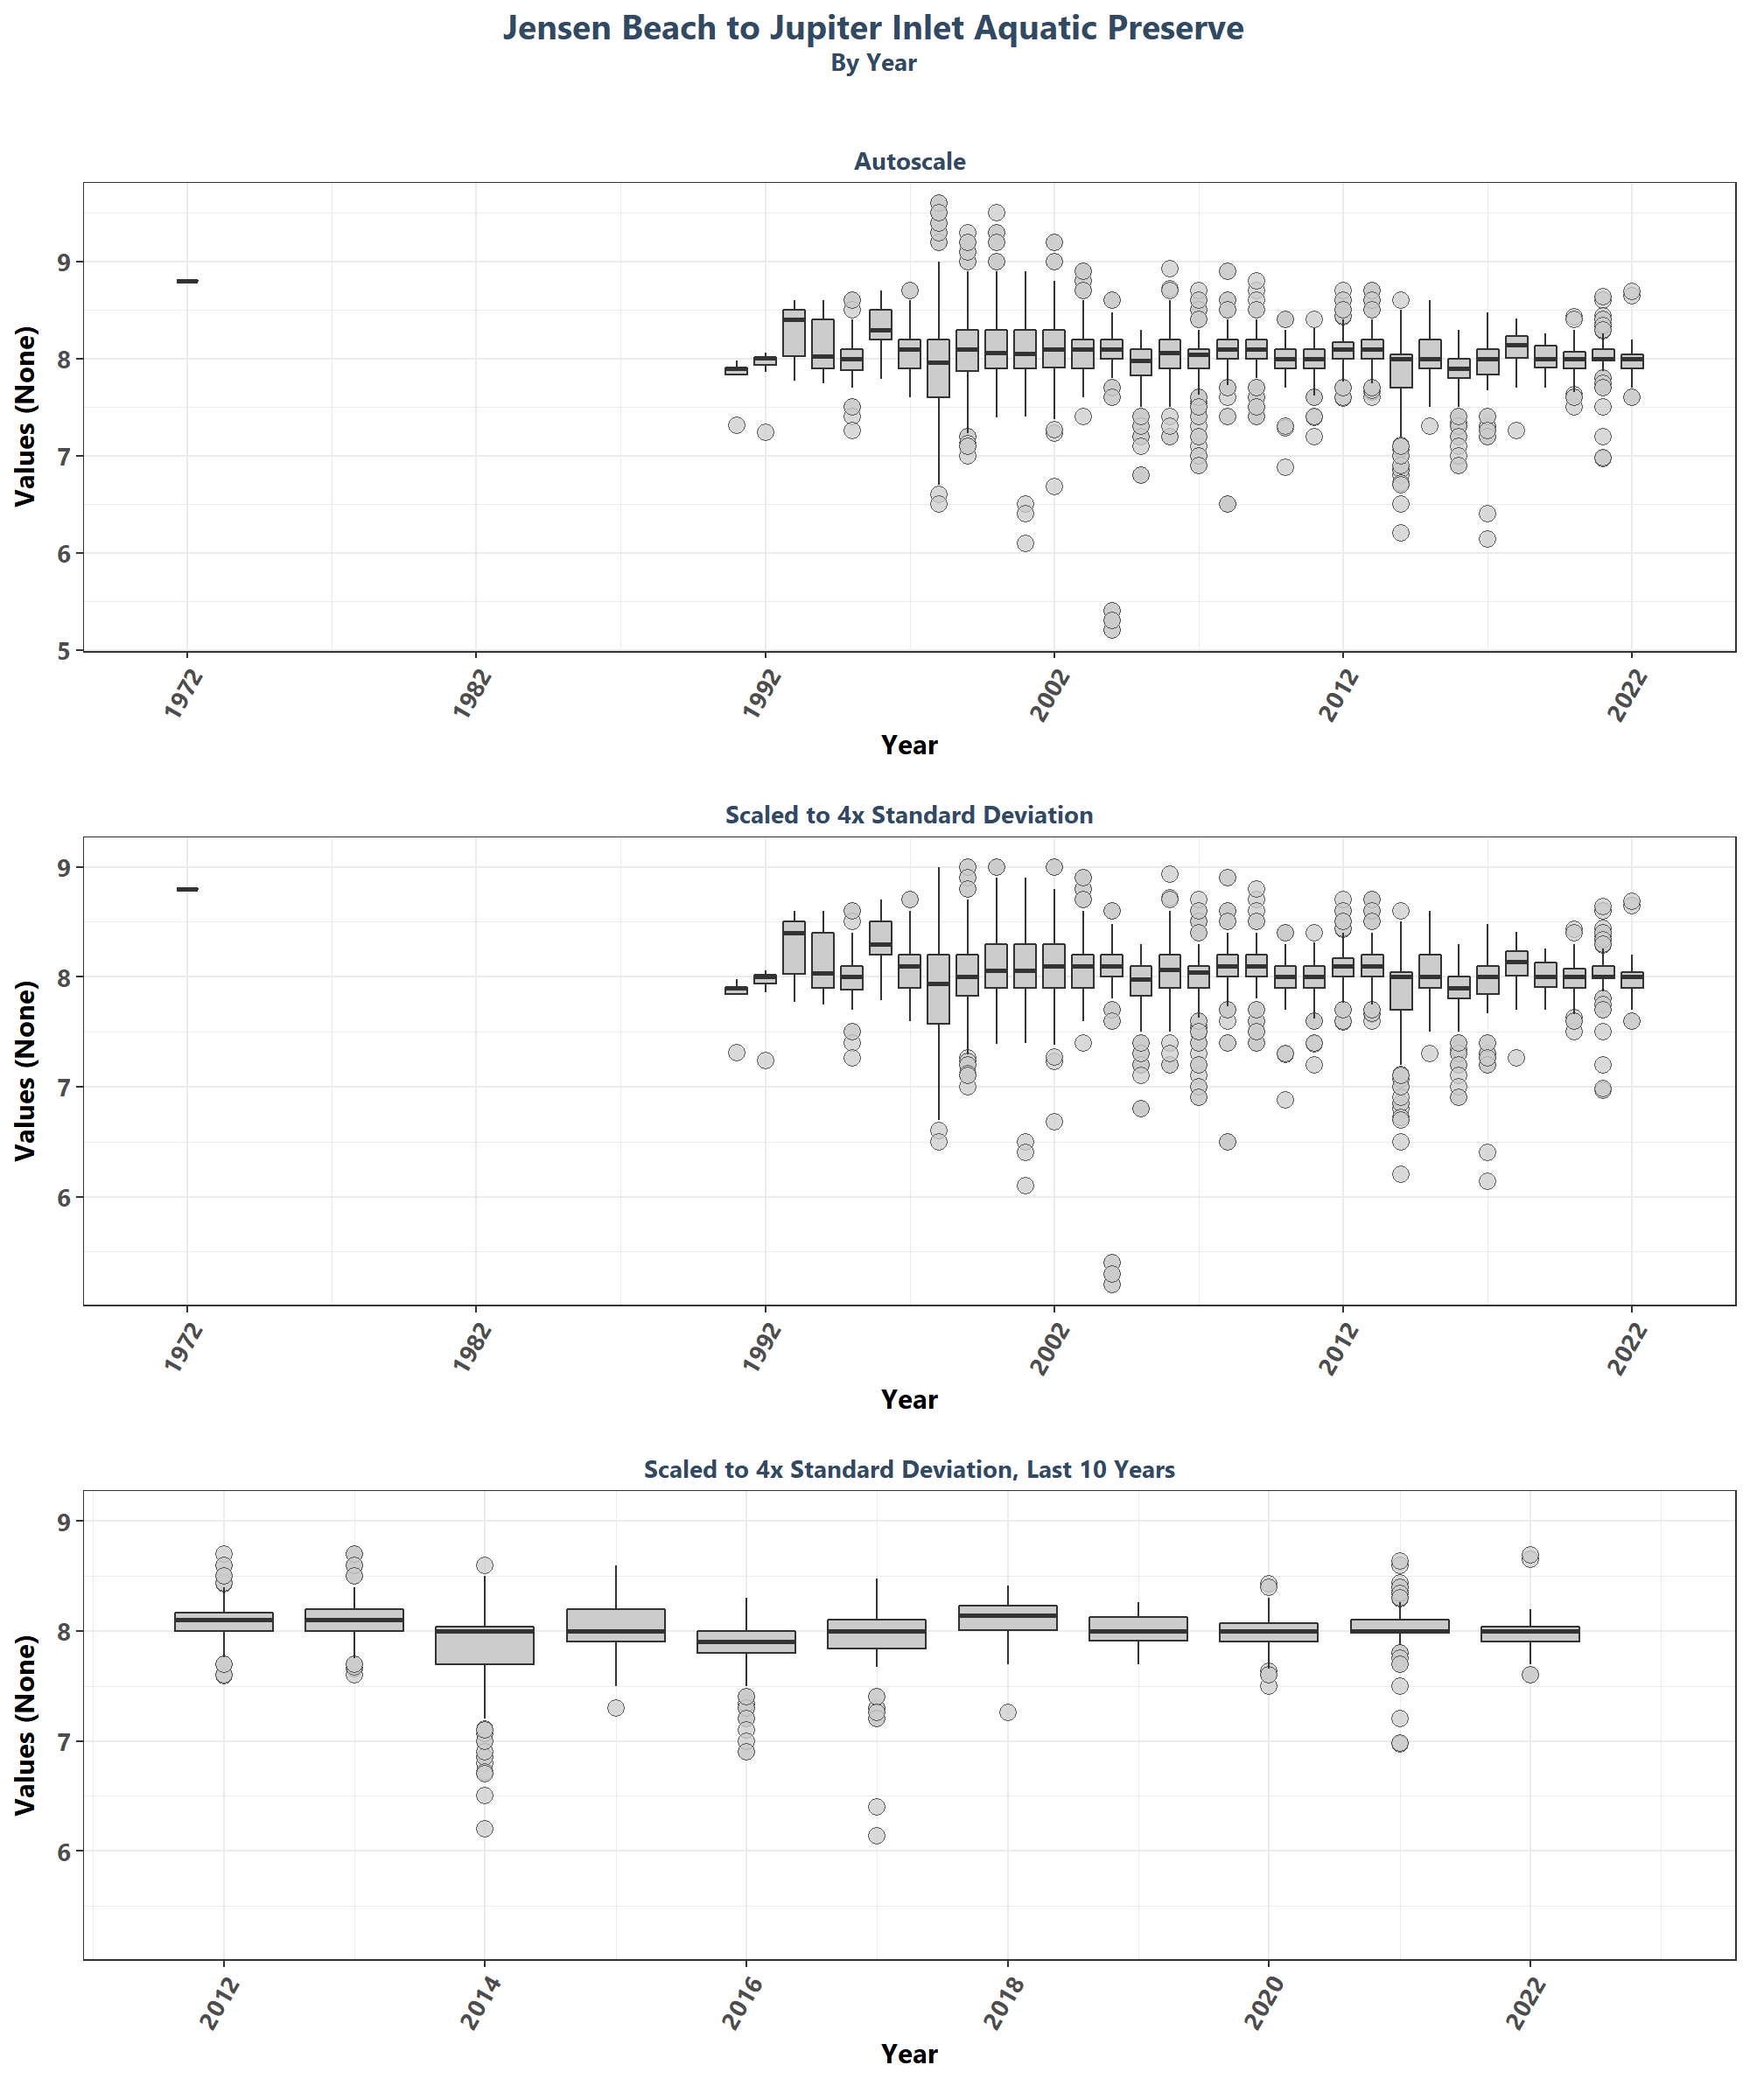 Jensen Beach to Jupiter Inlet Aquatic Preserve
By Year
Autoscale
Values (None)
9
8
7
6
5
1972
1982
1992
2002
2012
2022
Year
Scaled to 4x Standard Deviation
Values (None)
9
8
7
6
1972
1982
1992
2002
2012
2022
Year
Scaled to 4x Standard Deviation, Last 10 Years
Values (None)
9
8
7
6
2012
2014
2016
2018
2020
2022
Year